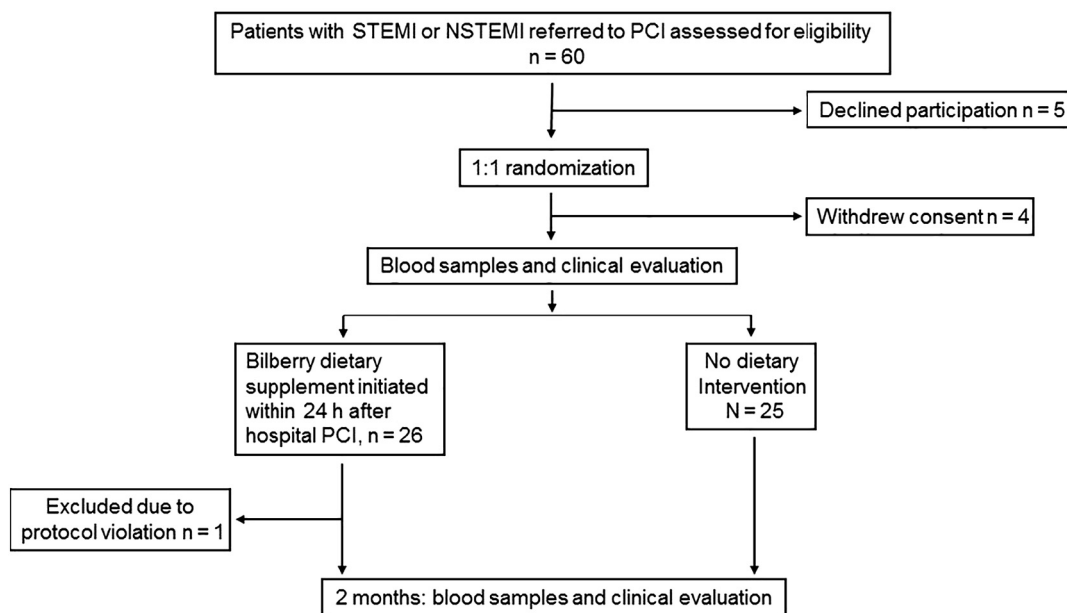 Patients with STEMI or NSTEMI referred to PCI assessed for eligibility
n = 60
Declined participation n = 5
1:1 randomization
Withdrew consent n = 4
Blood samples and clinical evaluation
Bilberry dietary
supplement initiated
within 24 h after
hospital PCI, n = 26
No dietary
Intervention
N = 25
Excluded due to
protocol violation n = 1
2 months: blood samples and clinical evaluation